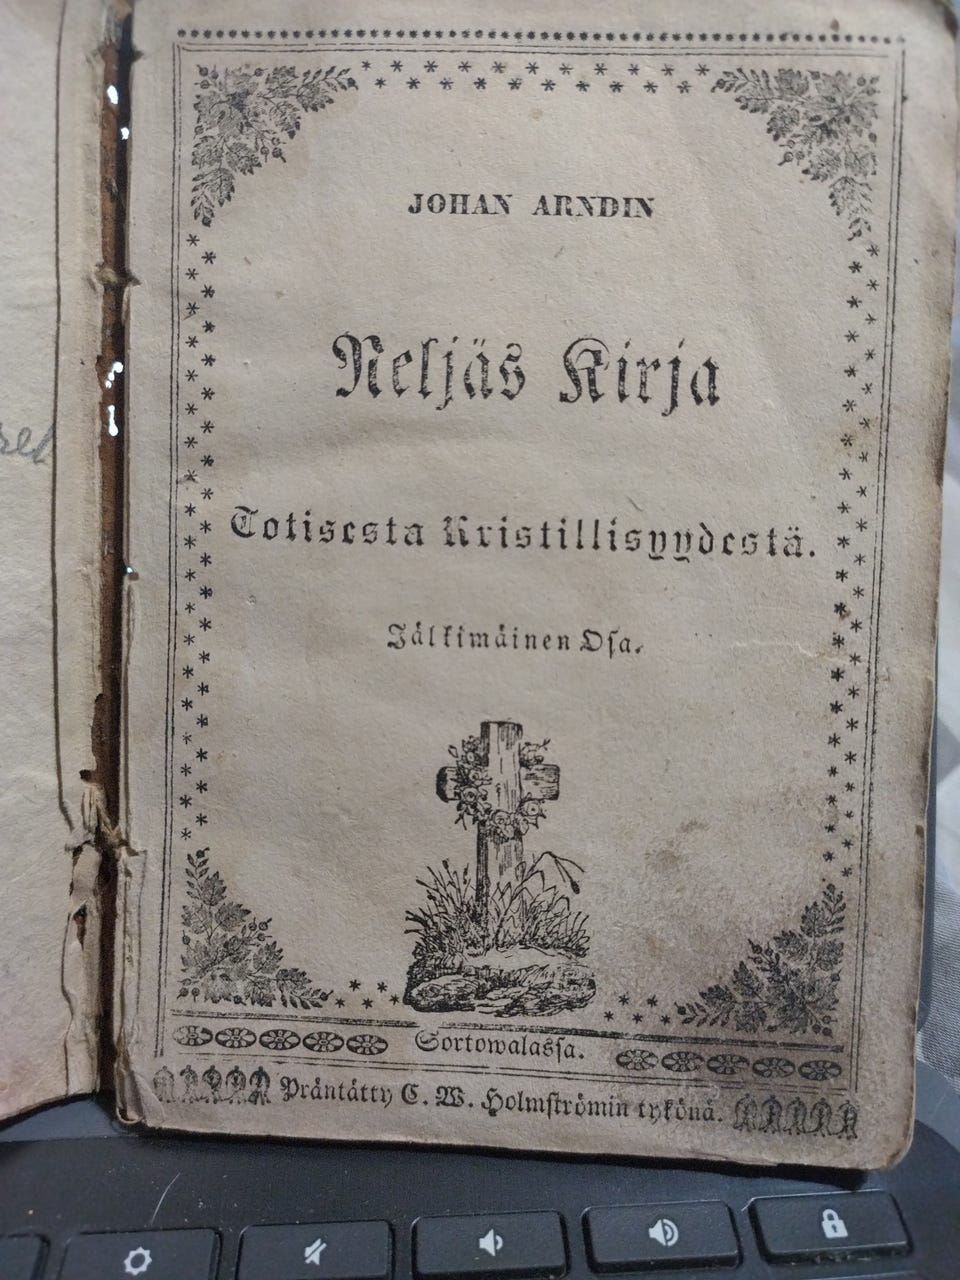 JOHAN ARNDIN
Neljäs Kirja
Totisesta Kristillisyydestä.
Jälkimäinen Osa.
Sortowalassa.
Präntätty C. W. Holmströmin tykönä.